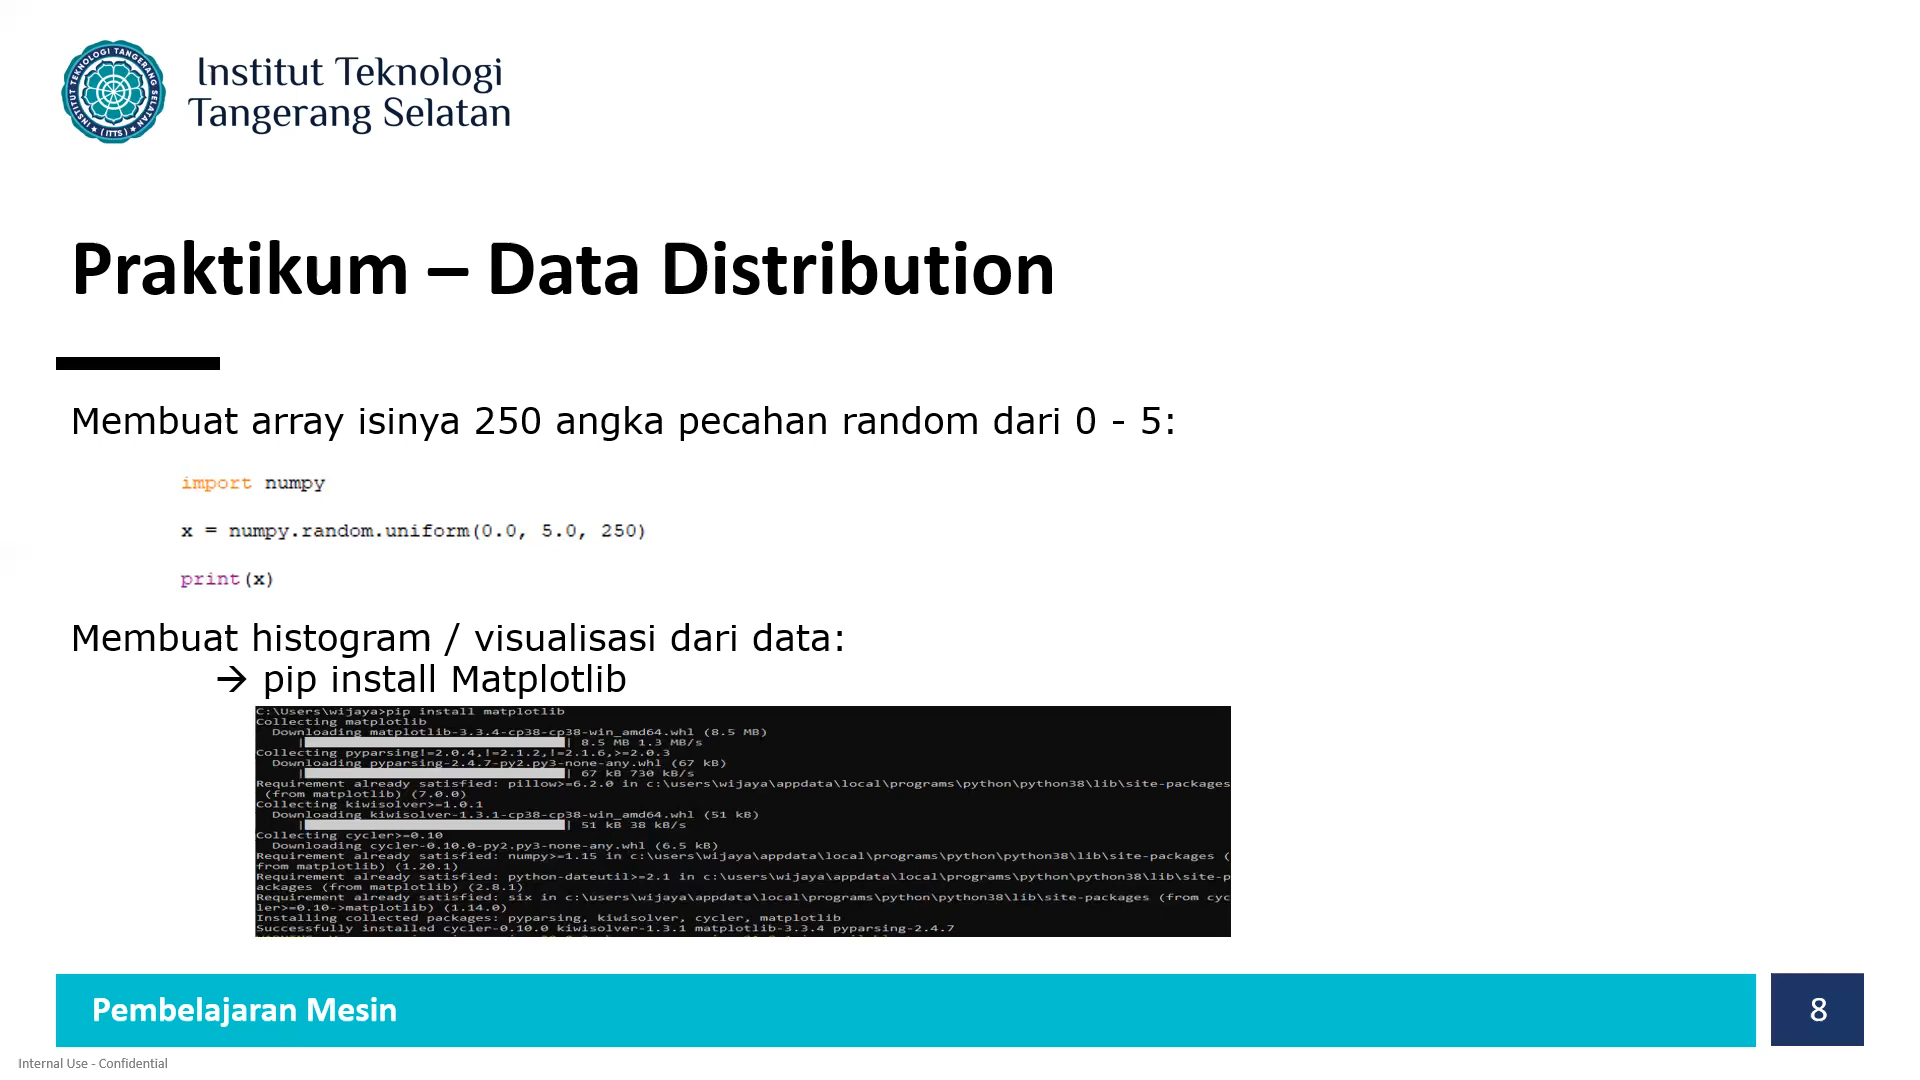 INSTITUT TEKNOLOGI TANGERANG SELATAN
(ITTS)
Institut Teknologi
Tangerang Selatan
Praktikum – Data Distribution
Membuat array isinya 250 angka pecahan random dari 0 - 5:
import numpy
x = numpy.random.uniform(0.0, 5.0, 250)
print(x)
Membuat histogram / visualisasi dari data:
→ pip install Matplotlib
C:\Users\wijaya>pip install matplotlib
Collecting matplotlib
  Downloading matplotlib-3.3.4-cp38-cp38-win_amd64.whl (8.5 MB)
| | 8.5 MB 1.3 MB/s
Collecting pyparsing!=2.0.4,!=2.1.2,!=2.1.6,>=2.0.3
  Downloading pyparsing-2.4.7-py2.py3-none-any.whl (67 kB)
| | 67 kB 730 kB/s
Requirement already satisfied: pillow>=6.2.0 in c:\users\wijaya\appdata\local\programs\python\python38\lib\site-packages
 (from matplotlib) (7.0.0)
Collecting kiwisolver>=1.0.1
  Downloading kiwisolver-1.3.1-cp38-cp38-win_amd64.whl (51 kB)
| | 51 kB 38 kB/s
Collecting cycler>=0.10
  Downloading cycler-0.10.0-py2.py3-none-any.whl (6.5 kB)
Requirement already satisfied: numpy>=1.15 in c:\users\wijaya\appdata\local\programs\python\python38\lib\site-packages (
from matplotlib) (1.20.1)
Requirement already satisfied: python-dateutil>=2.1 in c:\users\wijaya\appdata\local\programs\python\python38\lib\site-p
ackages (from matplotlib) (2.8.1)
Requirement already satisfied: six in c:\users\wijaya\appdata\local\programs\python\python38\lib\site-packages (from cyc
ler>=0.10->matplotlib) (1.14.0)
Installing collected packages: pyparsing, kiwisolver, cycler, matplotlib
Successfully installed cycler-0.10.0 kiwisolver-1.3.1 matplotlib-3.3.4 pyparsing-2.4.7
Pembelajaran Mesin
8
Internal Use - Confidential